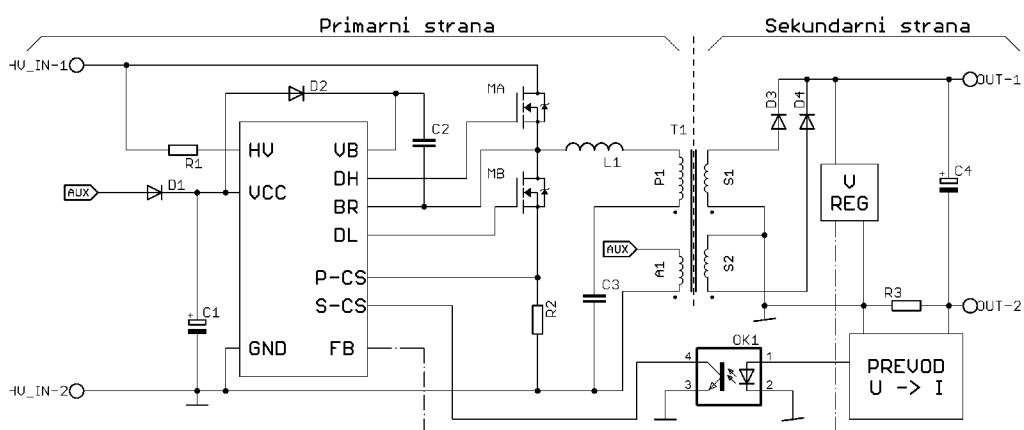 Primarni strana
Sekundarni strana
HV_IN-1
OUT-1
D2
MA
D3
D4
C2
T1
HV
VB
R1
L1
DH
MB
P1
S1
V
REG
C4
AUX
D1
VCC
BR
DL
AUX
A1
S2
P-CS
C3
S-CS
R2
R3
OUT-2
C1
GND
FB
OK1
4
1
3
2
PREVOD
U -> I
HV_IN-2